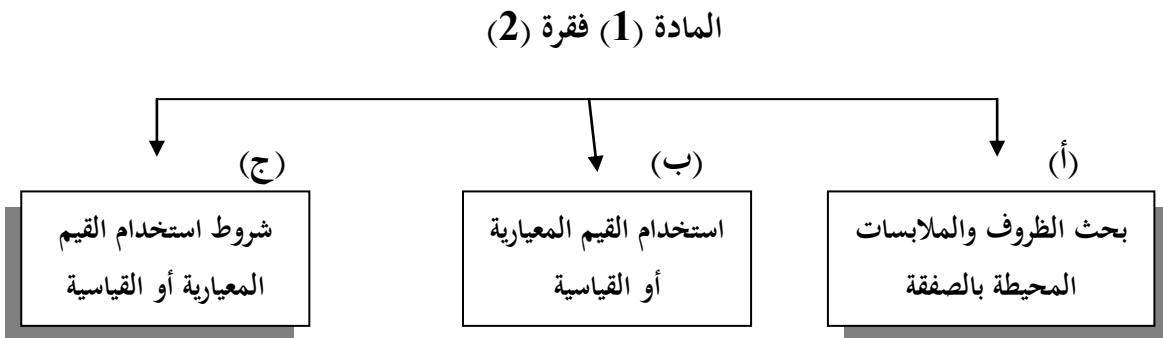 المادة (1) فقرة (2)
(أ)
بحث الظروف والملابسات
المحيطة بالصفقة
(ب)
استخدام القيم المعيارية
أو القياسية
(ج)
شروط استخدام القيم
المعيارية أو القياسية